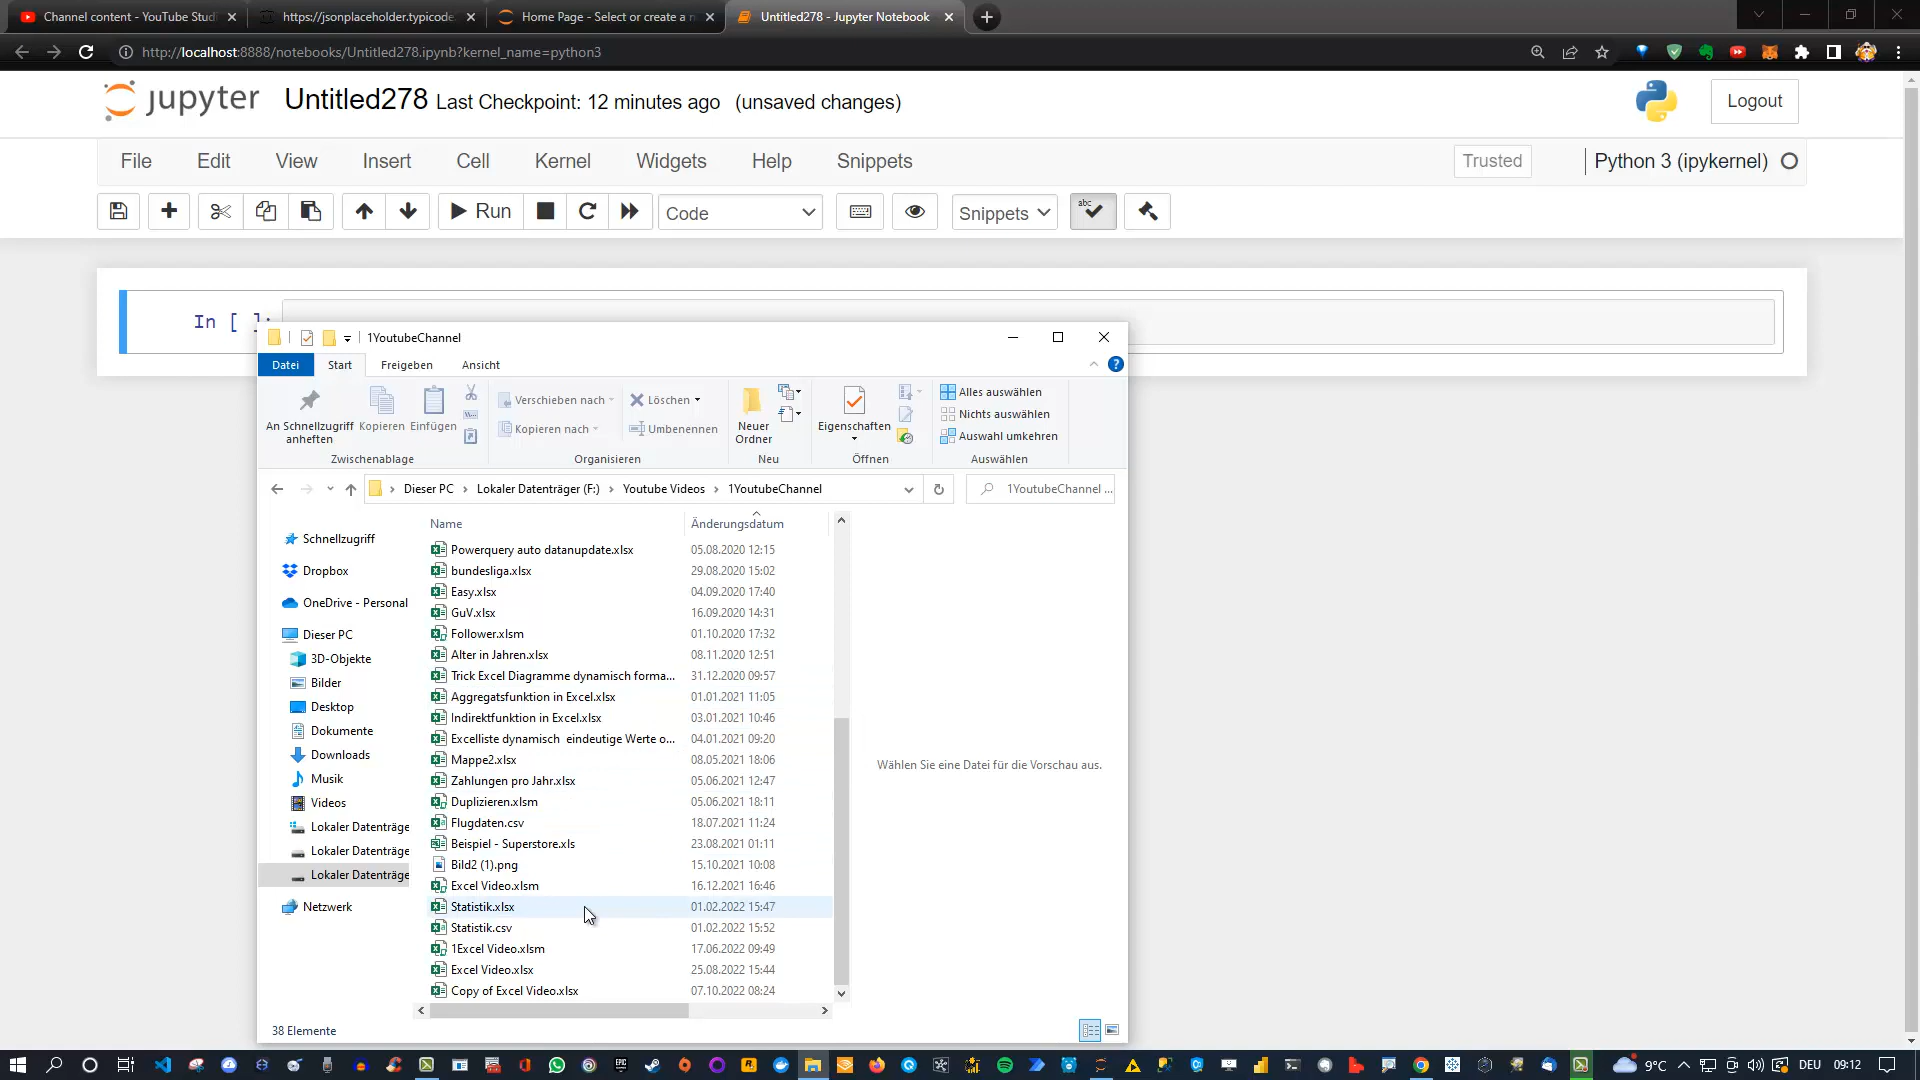 Channel content - YouTube Studi
https://jsonplaceholder.typicode.
Home Page - Select or create a n
Untitled278 - Jupyter Notebook
http://localhost:8888/notebooks/Untitled278.ipynb?kernel_name=python3
jupyter Untitled278 Last Checkpoint: 12 minutes ago (unsaved changes)
Logout
File Edit View Insert Cell Kernel Widgets Help Snippets
Trusted
Python 3 (ipykernel)
Run
Code
Snippets
abc
In [ ]:
1YoutubeChannel
Datei Start Freigeben Ansicht
An Schnellzugriff anheften
Kopieren
Einfügen
Zwischenablage
Verschieben nach
Kopieren nach
Löschen
Umbenennen
Organisieren
Neuer Ordner
Neu
Eigenschaften
Öffnen
Alles auswählen
Nichts auswählen
Auswahl umkehren
Auswählen
Dieser PC > Lokaler Datenträger (F:) > Youtube Videos > 1YoutubeChannel
1YoutubeChannel ...
Schnellzugriff
Dropbox
OneDrive - Personal
Dieser PC
3D-Objekte
Bilder
Desktop
Dokumente
Downloads
Musik
Videos
Lokaler Datenträge
Lokaler Datenträge
Lokaler Datenträge
Netzwerk
Name Änderungsdatum
Powerquery auto datanupdate.xlsx 05.08.2020 12:15
bundesliga.xlsx 29.08.2020 15:02
Easy.xlsx 04.09.2020 17:40
GuV.xlsx 16.09.2020 14:31
Follower.xlsm 01.10.2020 17:32
Alter in Jahren.xlsx 08.11.2020 12:51
Trick Excel Diagramme dynamisch forma... 31.12.2020 09:57
Aggregatsfunktion in Excel.xlsx 01.01.2021 11:05
Indirektfunktion in Excel.xlsx 03.01.2021 10:46
Excelliste dynamisch eindeutige Werte o... 04.01.2021 09:20
Mappe2.xlsx 08.05.2021 18:06
Zahlungen pro Jahr.xlsx 05.06.2021 12:47
Duplizieren.xlsm 05.06.2021 18:11
Flugdaten.csv 18.07.2021 11:24
Beispiel - Superstore.xls 23.08.2021 01:11
Bild2 (1).png 15.10.2021 10:08
Excel Video.xlsm 16.12.2021 16:46
Statistik.xlsx 01.02.2022 15:47
Statistik.csv 01.02.2022 15:52
1Excel Video.xlsm 17.06.2022 09:49
Excel Video.xlsx 25.08.2022 15:44
Copy of Excel Video.xlsx 07.10.2022 08:24
Wählen Sie eine Datei für die Vorschau aus.
38 Elemente
9°C
DEU
09:12